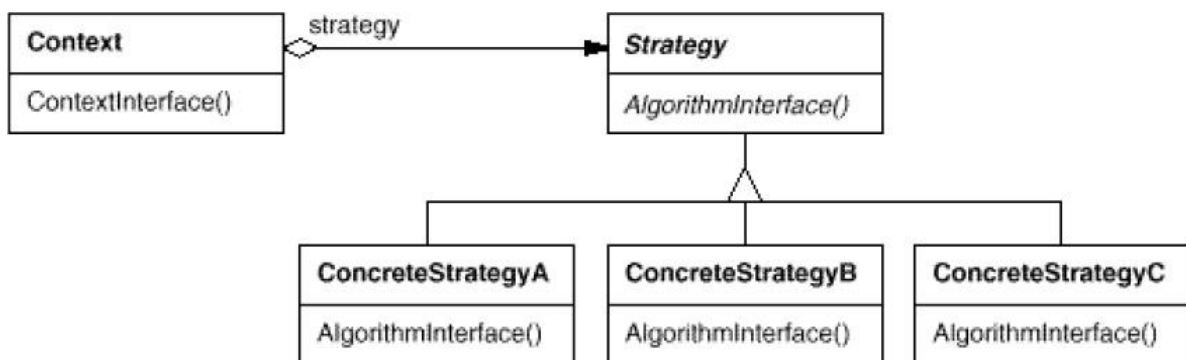 strategy
Context
Strategy
ContextInterface()
AlgorithmInterface()
ConcreteStrategyA
ConcreteStrategyB
ConcreteStrategyC
AlgorithmInterface()
AlgorithmInterface()
AlgorithmInterface()